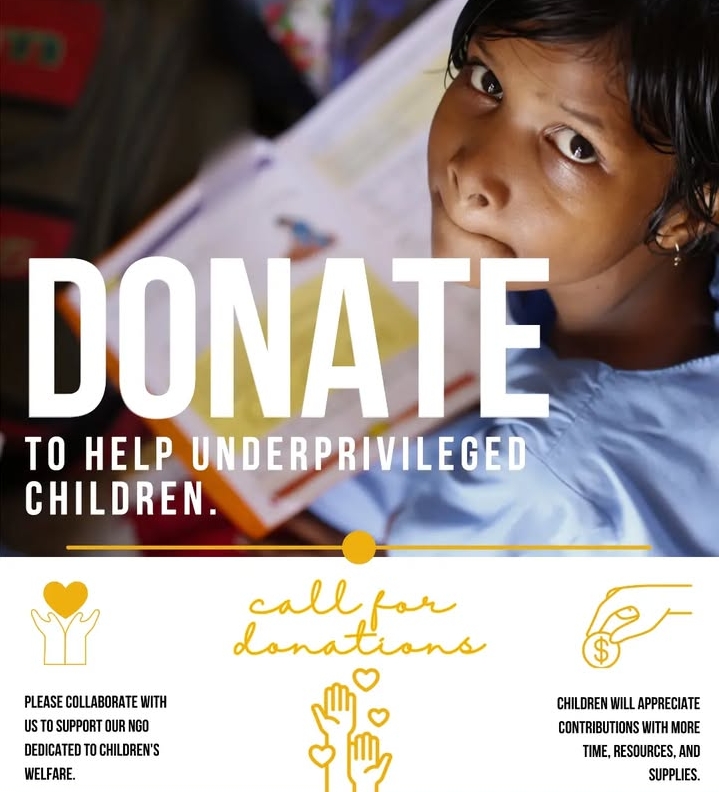 DONATE
TO HELP UNDERPRIVILEGED
CHILDREN.
call for
donations
$
PLEASE COLLABORATE WITH
US TO SUPPORT OUR NGO
DEDICATED TO CHILDREN'S
WELFARE.
CHILDREN WILL APPRECIATE
CONTRIBUTIONS WITH MORE
TIME, RESOURCES, AND
SUPPLIES.